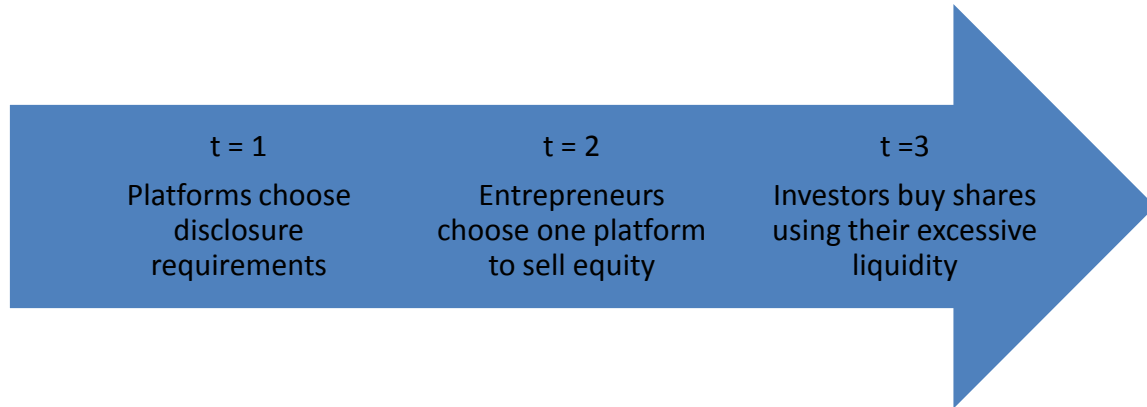 t = 1
Platforms choose
disclosure
requirements
t = 2
Entrepreneurs
choose one platform
to sell equity
t =3
Investors buy shares
using their excessive
liquidity